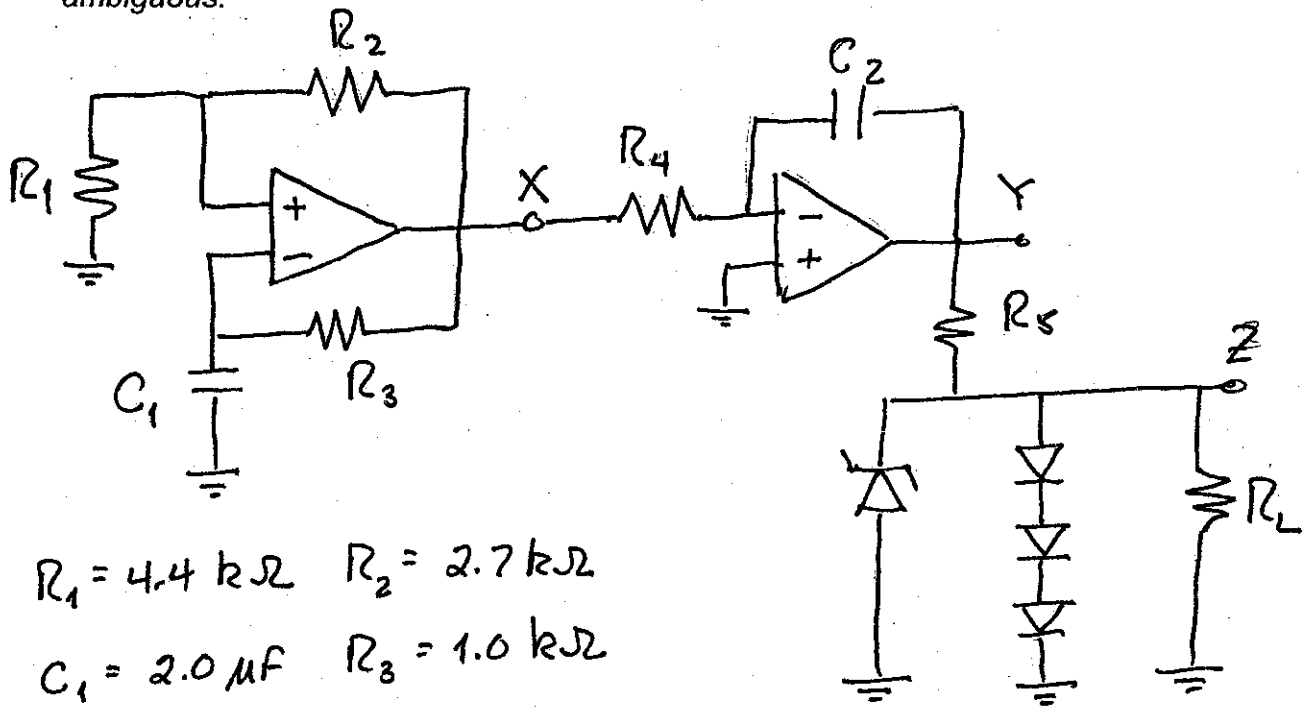 ambiguous.
R2
C2
R1
+
−
X
R4
−
+
Y
R3
C1
R5
Z
RL
R1 = 4.4 kΩ R2 = 2.7 kΩ
C1 = 2.0 μF R3 = 1.0 kΩ